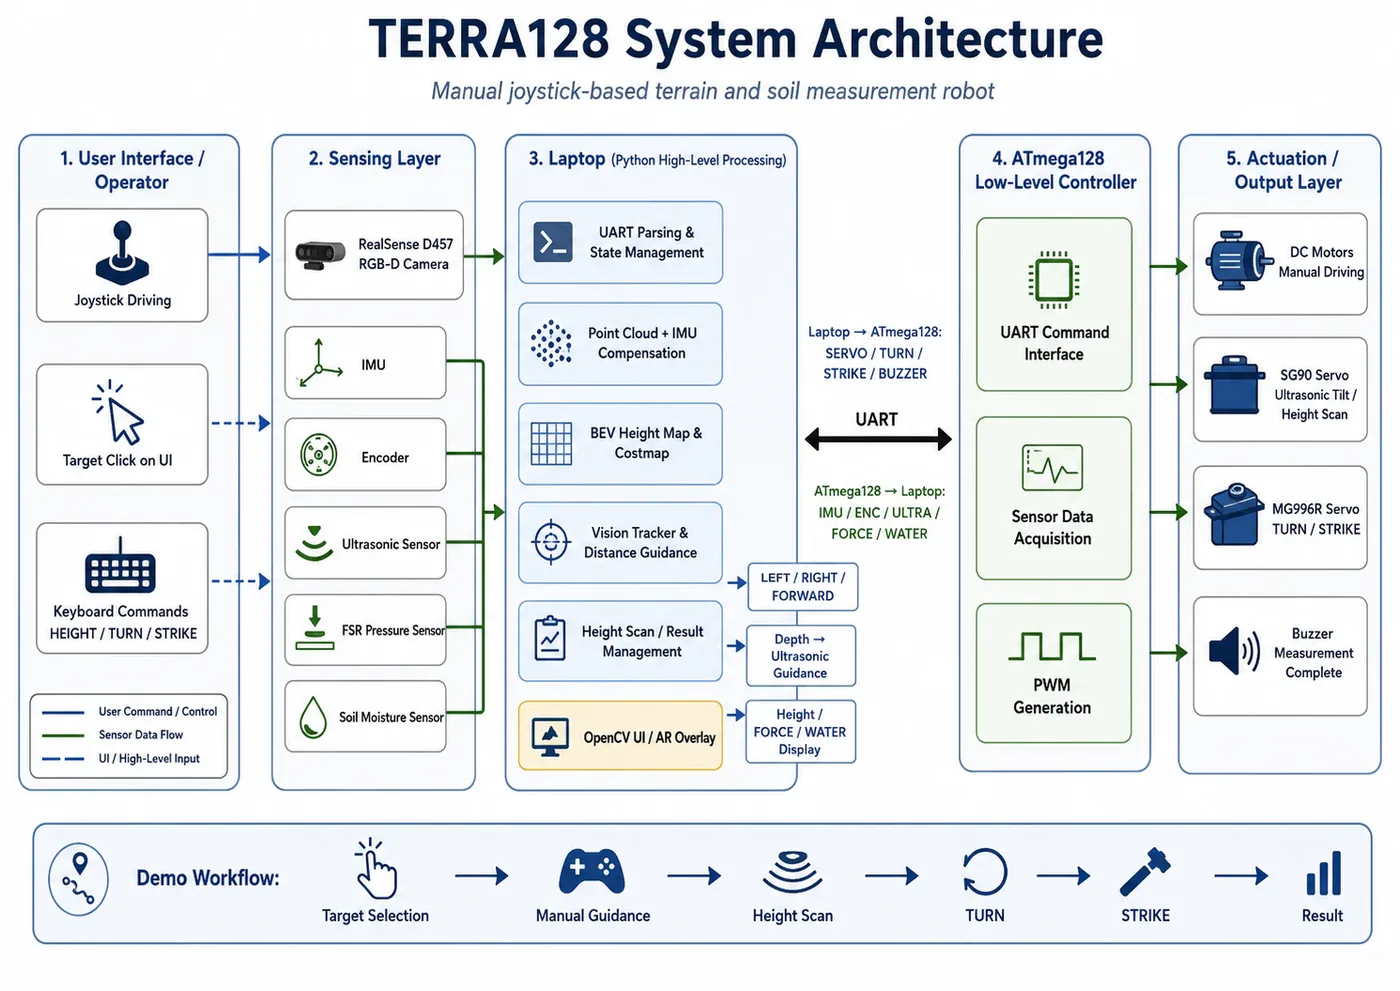 TERRA128 System Architecture
Manual joystick-based terrain and soil measurement robot
1. User Interface /
Operator
Joystick Driving
Target Click on UI
Keyboard Commands
HEIGHT / TURN / STRIKE
User Command / Control
Sensor Data Flow
UI / High-Level Input
2. Sensing Layer
RealSense D457
RGB-D Camera
IMU
Encoder
Ultrasonic Sensor
FSR Pressure Sensor
Soil Moisture Sensor
3. Laptop (Python High-Level Processing)
UART Parsing &
State Management
Point Cloud + IMU
Compensation
BEV Height Map &
Costmap
Vision Tracker &
Distance Guidance
Height Scan / Result
Management
OpenCV UI / AR Overlay
LEFT / RIGHT /
FORWARD
Depth →
Ultrasonic
Guidance
Height /
FORCE / WATER
Display
Laptop → ATmega128:
SERVO / TURN /
STRIKE / BUZZER
UART
ATmega128 → Laptop:
IMU / ENC / ULTRA /
FORCE / WATER
4. ATmega128
Low-Level Controller
UART Command
Interface
Sensor Data
Acquisition
PWM
Generation
5. Actuation /
Output Layer
DC Motors
Manual Driving
SG90 Servo
Ultrasonic Tilt /
Height Scan
MG996R Servo
TURN / STRIKE
Buzzer
Measurement
Complete
Demo Workflow:
Target Selection
Manual Guidance
Height Scan
TURN
STRIKE
Result